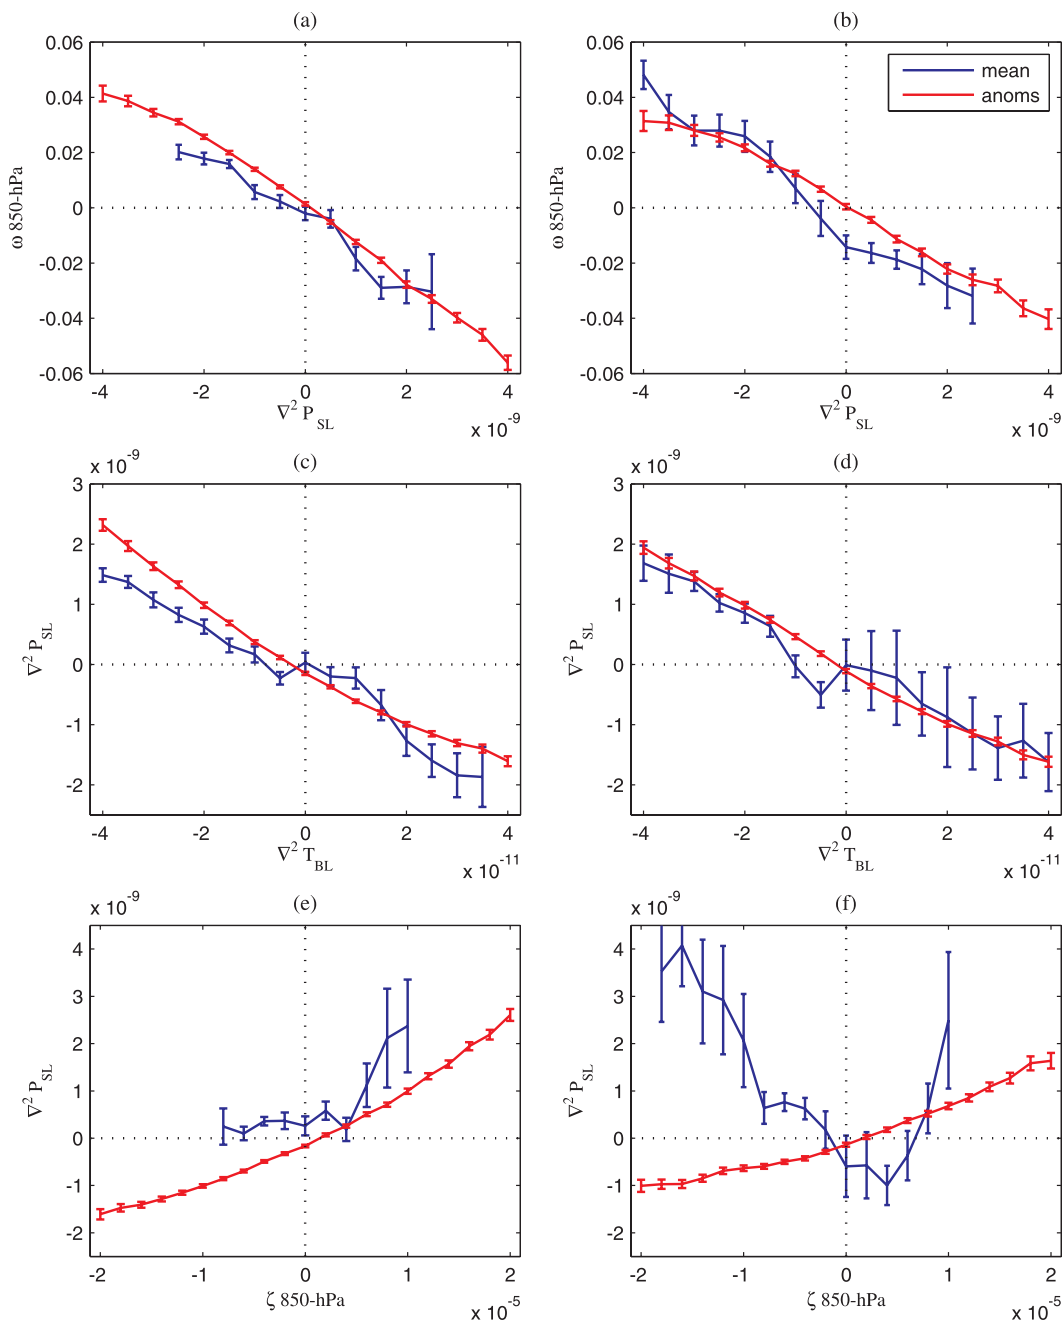 (a)
0.06
0.04
0.02
0
-0.02
-0.04
-0.06
ω 850-hPa
-4 -2 0 2 4
∇² P_SL
x 10⁻⁹
(b)
mean
anoms
0.06
0.04
0.02
0
-0.02
-0.04
-0.06
ω 850-hPa
-4 -2 0 2 4
∇² P_SL
x 10⁻⁹
x 10⁻⁹
(c)
3
2
1
0
-1
-2
∇² P_SL
-4 -2 0 2 4
∇² T_BL
x 10⁻¹¹
x 10⁻⁹
(d)
3
2
1
0
-1
-2
∇² P_SL
-4 -2 0 2 4
∇² T_BL
x 10⁻¹¹
x 10⁻⁹
(e)
4
3
2
1
0
-1
-2
∇² P_SL
-2 -1 0 1 2
ζ 850-hPa
x 10⁻⁵
x 10⁻⁹
(f)
4
3
2
1
0
-1
-2
∇² P_SL
-2 -1 0 1 2
ζ 850-hPa
x 10⁻⁵